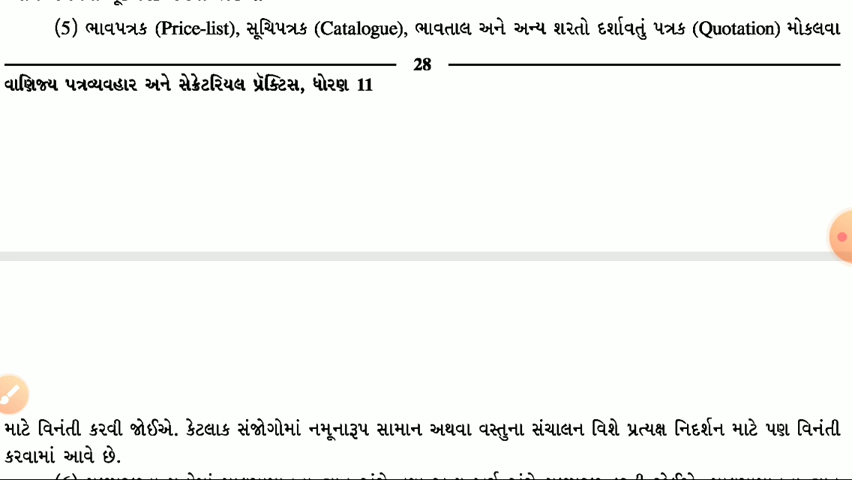 (5) ભાવપત્રક (Price-list), સૂચિપત્રક (Catalogue), ભાવતાલ અને અન્ય શરતો દર્શાવતું પત્રક (Quotation) મોકલવા
28
વાણિજ્ય પત્રવ્યવહાર અને સેક્રેટરિયલ પ્રૅક્ટિસ, ધોરણ 11
માટે વિનંતી કરવી જોઈએ. કેટલાક સંજોગોમાં નમૂનારૂપ સામાન અથવા વસ્તુના સંચાલન વિશે પ્રત્યક્ષ નિદર્શન માટે પણ વિનંતી
કરવામાં આવે છે.